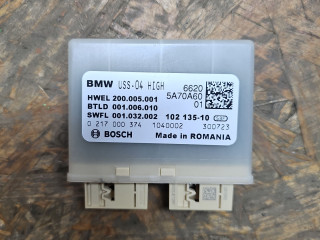 BMW USS-04 HIGH 6620
HWEL 200.005.001 5A70A60
BTLD 001.006.010 01
SWFL 001.032.002 102 135-10
0 217 000 374 1040002 300723
BOSCH Made in ROMANIA